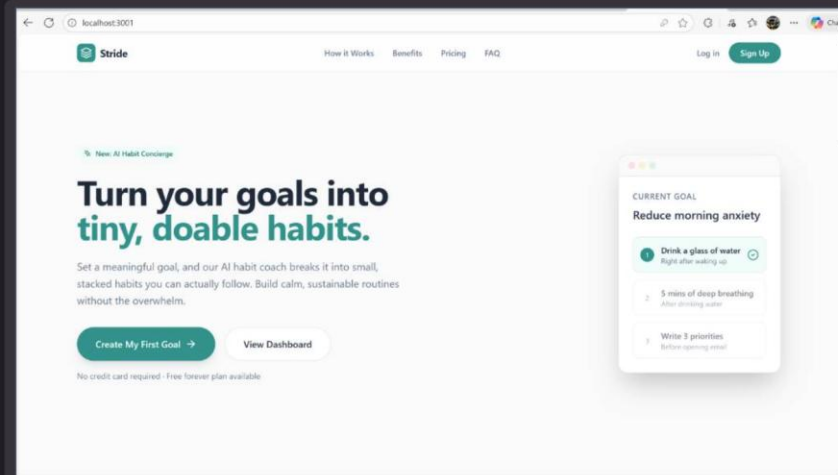 localhost:3001
Cha
Stride
How it Works Benefits Pricing FAQ
Log in Sign Up
New: AI Habit Concierge
Turn your goals into
tiny, doable habits.
Set a meaningful goal, and our AI habit coach breaks it into small,
stacked habits you can actually follow. Build calm, sustainable routines
without the overwhelm.
Create My First Goal → View Dashboard
No credit card required · Free forever plan available
CURRENT GOAL
Reduce morning anxiety
1 Drink a glass of water
Right after waking up
2 5 mins of deep breathing
After drinking water
3 Write 3 priorities
Before opening email